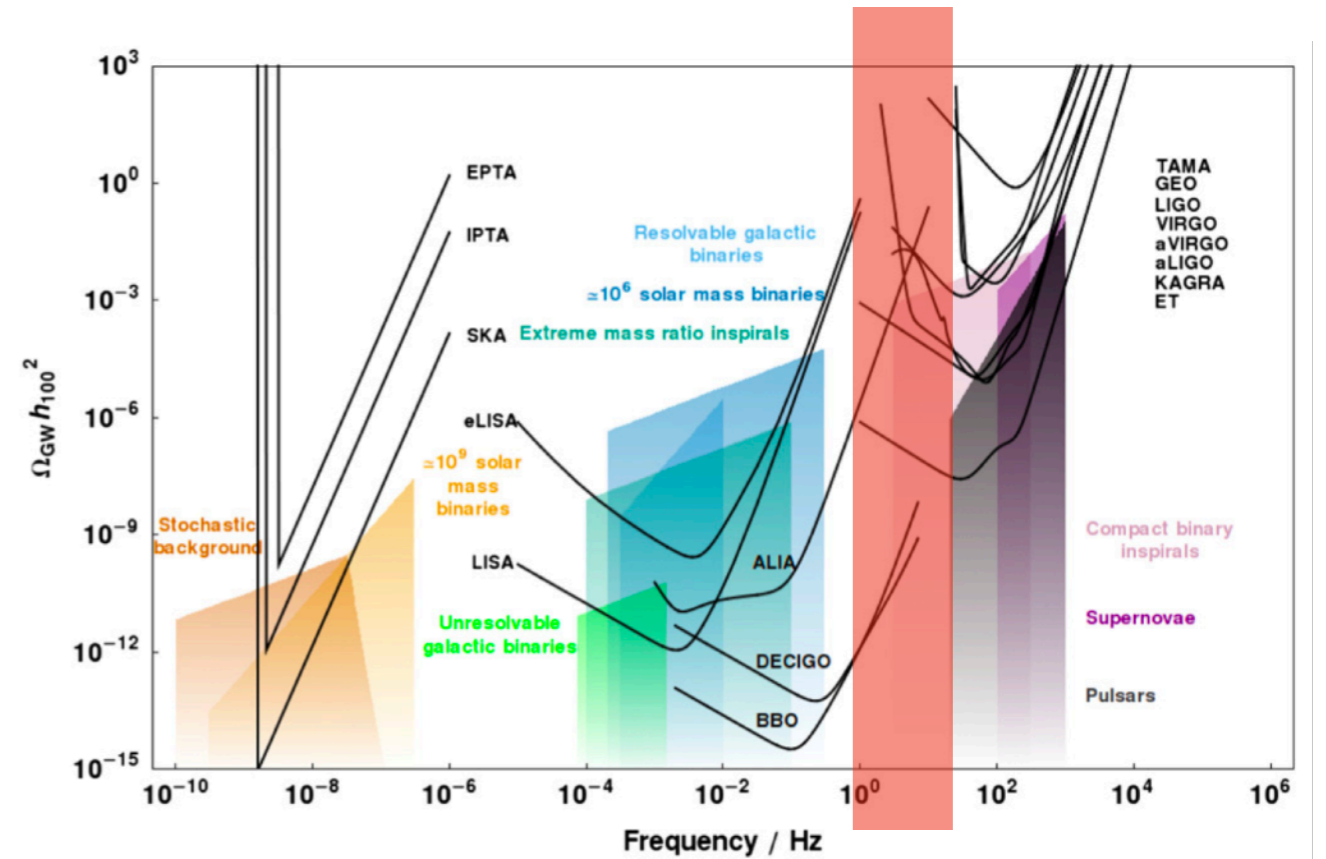 10³
10⁰
10⁻³
10⁻⁶
10⁻⁹
10⁻¹²
10⁻¹⁵
Ω_GW h₁₀₀²
EPTA
IPTA
SKA
eLISA
LISA
≃10⁹ solar
mass
binaries
Stochastic
background
Resolvable galactic
binaries
≃10⁶ solar mass binaries
Extreme mass ratio inspirals
Unresolvable
galactic binaries
ALIA
DECIGO
BBO
TAMA
GEO
LIGO
VIRGO
aVIRGO
aLIGO
KAGRA
ET
Compact binary
inspirals
Supernovae
Pulsars
10⁻¹⁰ 10⁻⁸ 10⁻⁶ 10⁻⁴ 10⁻² 10⁰ 10² 10⁴ 10⁶
Frequency / Hz